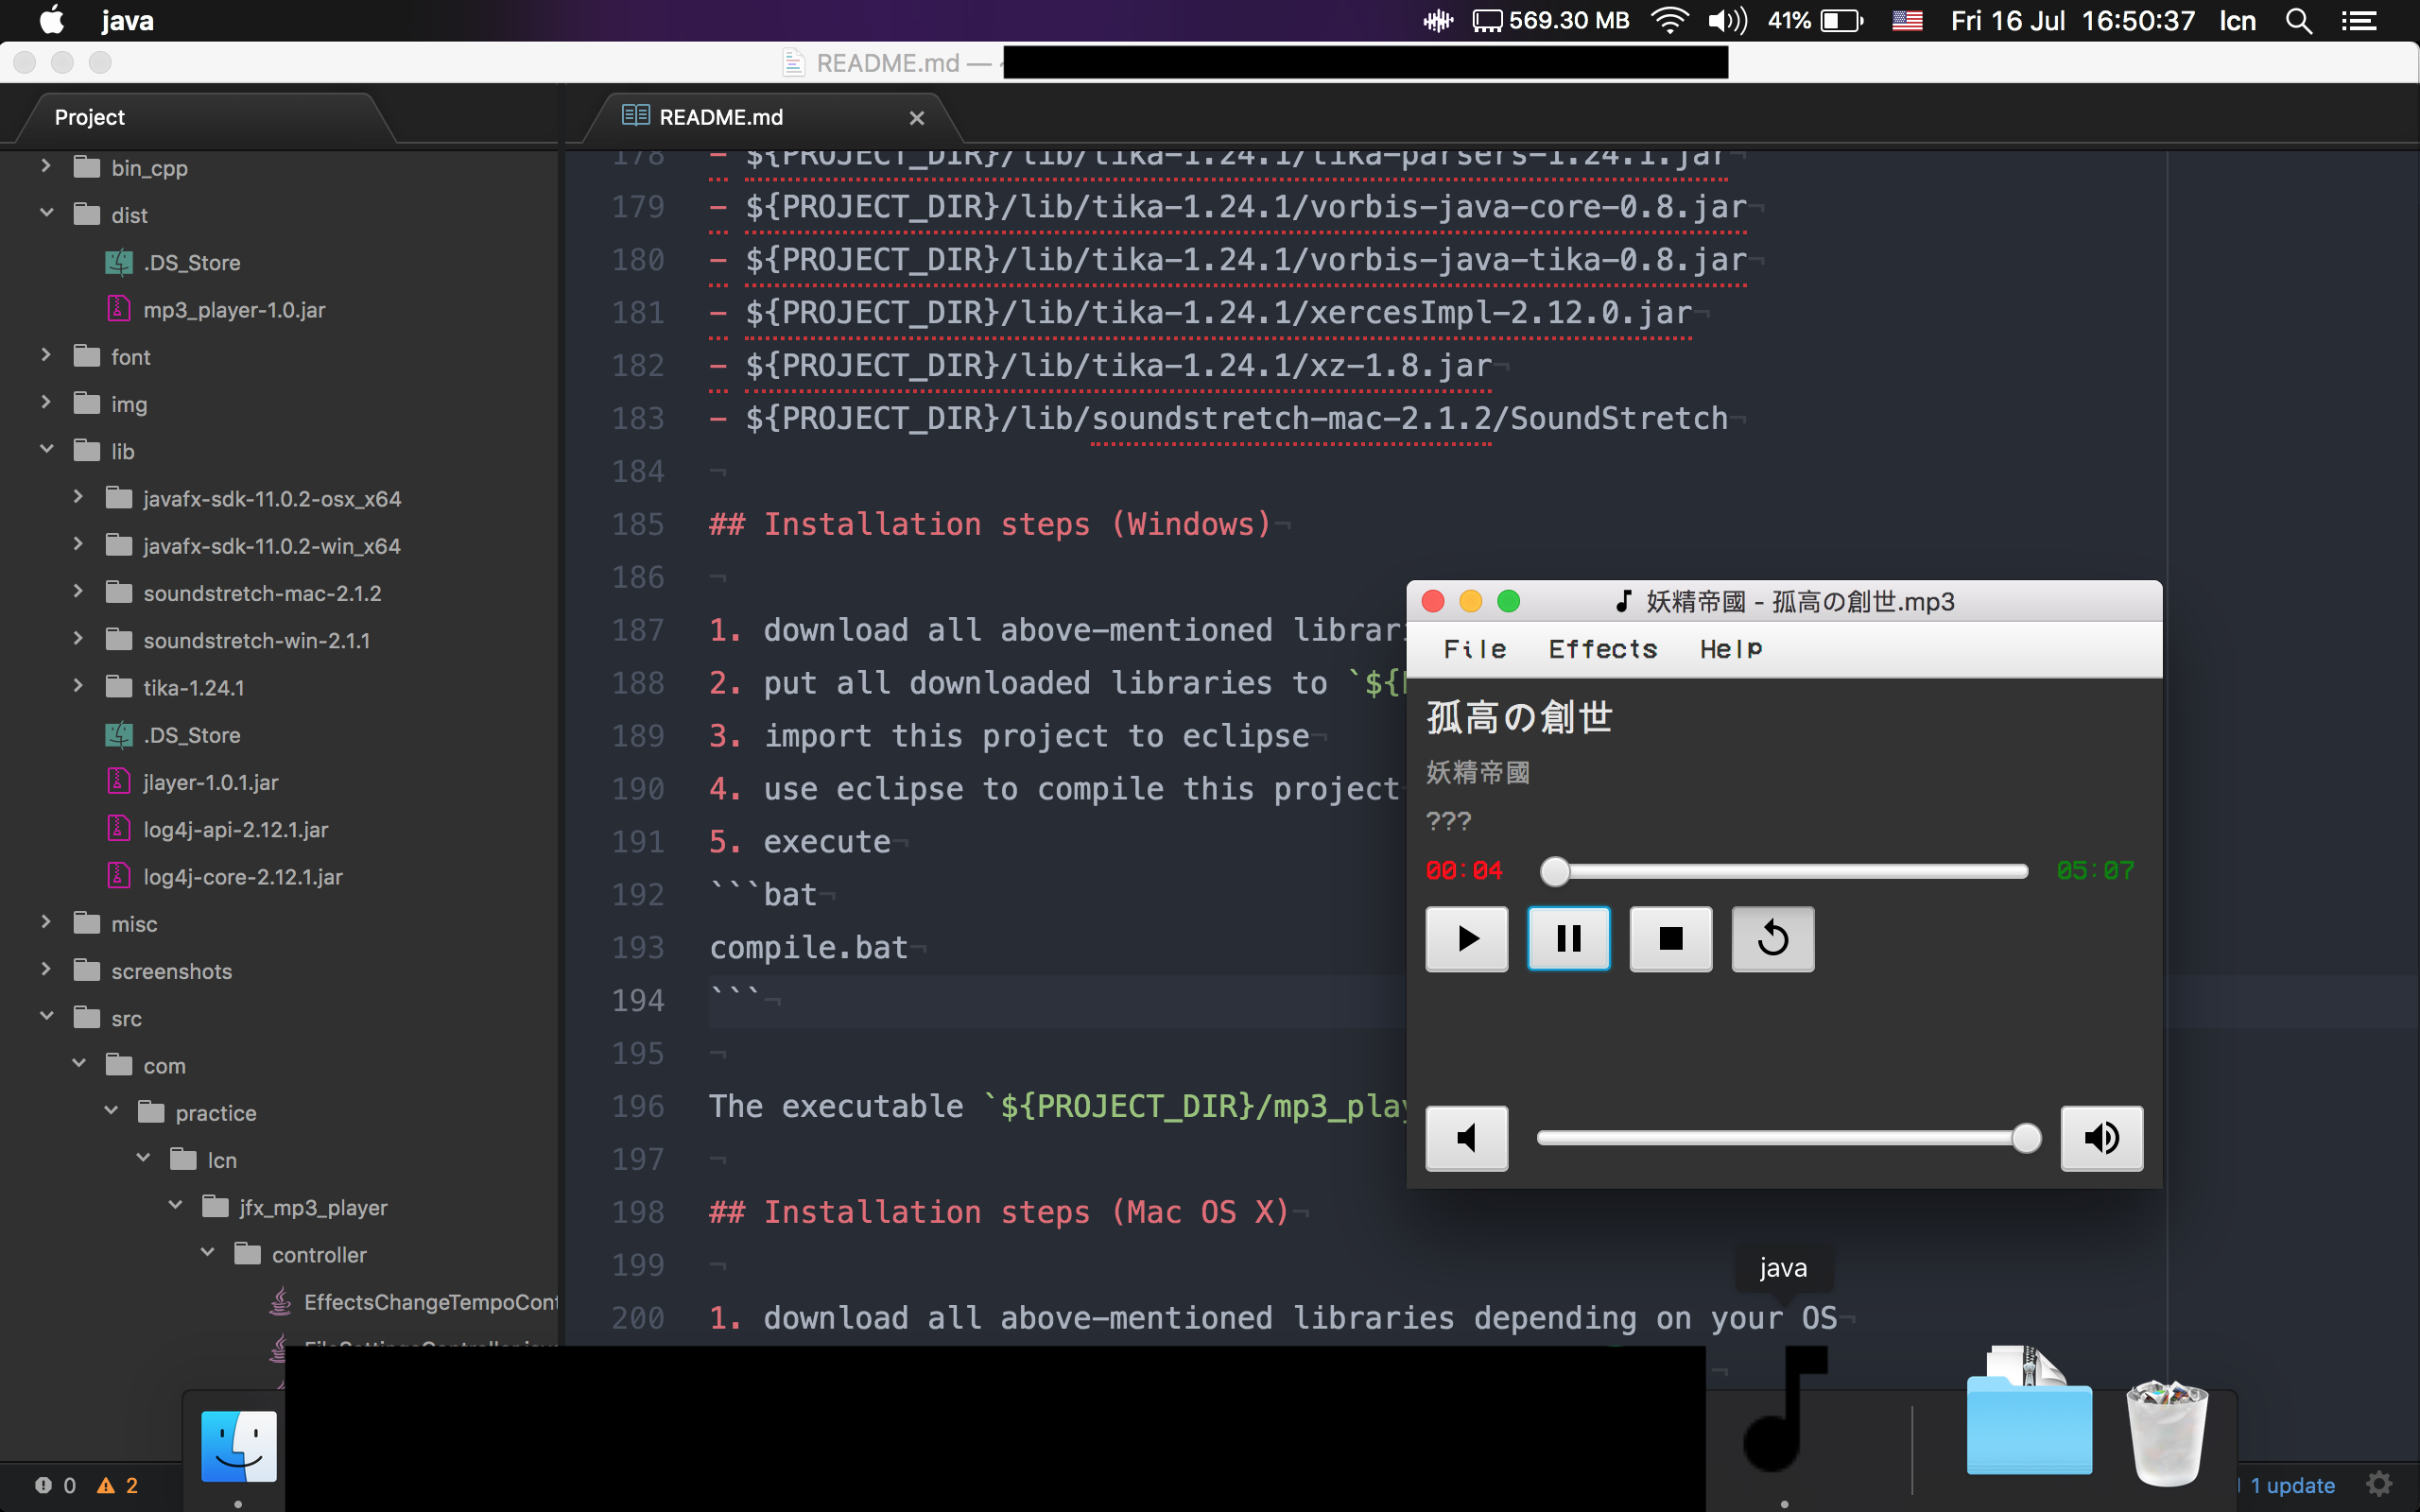 java
569.30 MB 41% Fri 16 Jul 16:50:37 lcn
README.md —
Project
README.md
bin_cpp
dist
.DS_Store
mp3_player-1.0.jar
font
img
lib
javafx-sdk-11.0.2-osx_x64
javafx-sdk-11.0.2-win_x64
soundstretch-mac-2.1.2
soundstretch-win-2.1.1
tika-1.24.1
.DS_Store
jlayer-1.0.1.jar
log4j-api-2.12.1.jar
log4j-core-2.12.1.jar
misc
screenshots
src
com
practice
lcn
jfx_mp3_player
controller
EffectsChangeTempoCont
0 2
178 - ${PROJECT_DIR}/lib/tika-1.24.1/tika-parsers-1.24.1.jar¬
179 - ${PROJECT_DIR}/lib/tika-1.24.1/vorbis-java-core-0.8.jar¬
180 - ${PROJECT_DIR}/lib/tika-1.24.1/vorbis-java-tika-0.8.jar¬
181 - ${PROJECT_DIR}/lib/tika-1.24.1/xercesImpl-2.12.0.jar¬
182 - ${PROJECT_DIR}/lib/tika-1.24.1/xz-1.8.jar¬
183 - ${PROJECT_DIR}/lib/soundstretch-mac-2.1.2/SoundStretch¬
184 ¬
185 ## Installation steps (Windows)¬
186 ¬
187 1. download all above-mentioned librari
188 2. put all downloaded libraries to `${
189 3. import this project to eclipse¬
190 4. use eclipse to compile this project
191 5. execute¬
192 ```bat¬
193 compile.bat¬
194 ```¬
195 ¬
196 The executable `${PROJECT_DIR}/mp3_play
197 ¬
198 ## Installation steps (Mac OS X)¬
199 ¬
200 1. download all above-mentioned libraries depending on your OS¬
妖精帝國 - 孤高の創世.mp3
File Effects Help
孤高の創世
妖精帝國
???
00:04 05:07
java
1 update